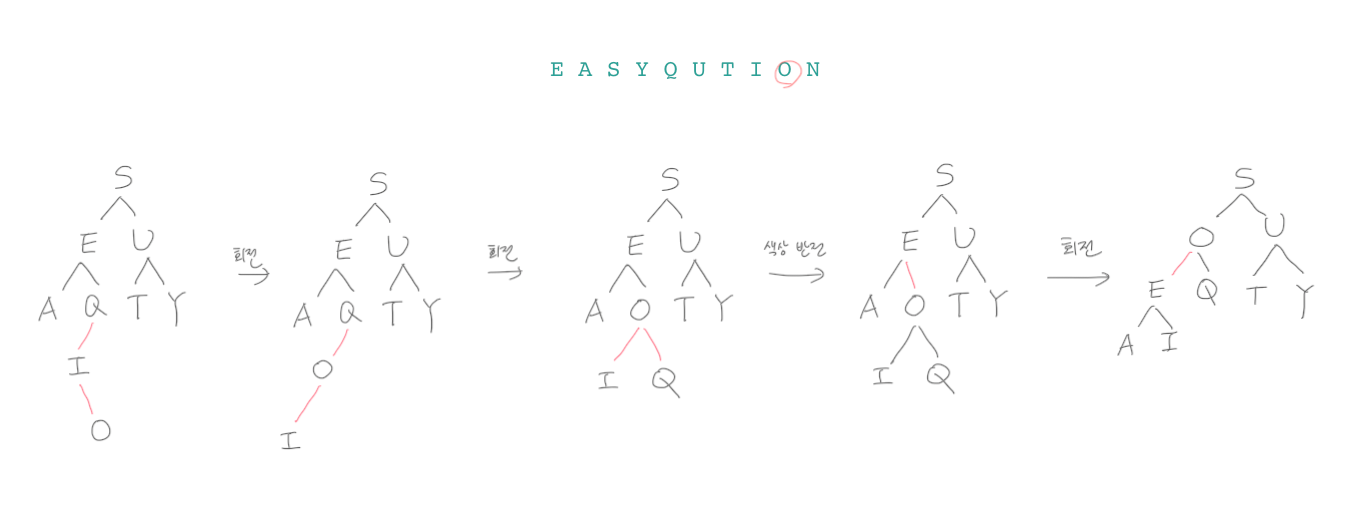 E A S Y Q U T I O N
S S S S S
E U E U E U E U O U
회전 회전 색상 반전 회전
A Q T Y A Q T Y A O T Y A O T Y E Q T Y
I O I Q I Q A I
O I